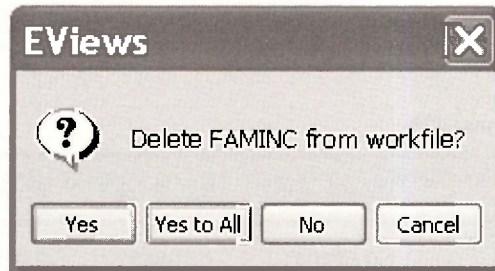 EViews
Delete FAMINC from workfile?
Yes Yes to All No Cancel